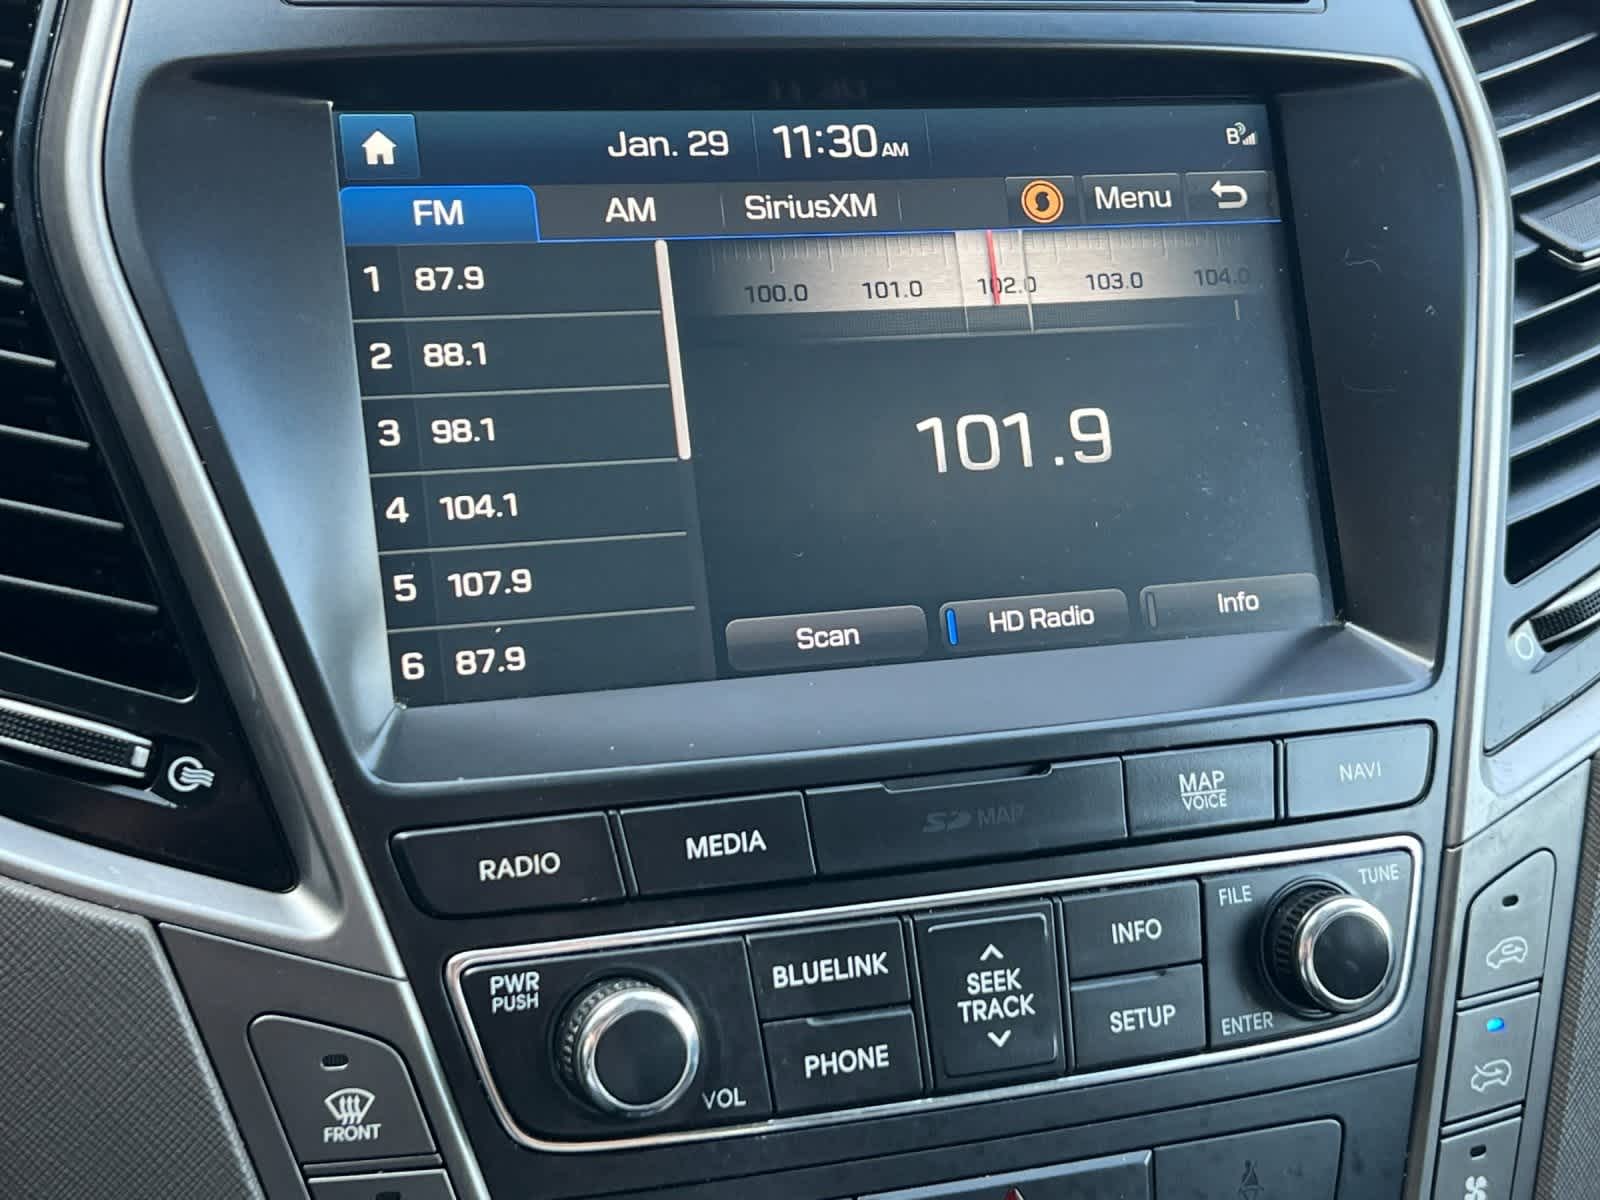 Jan. 29 11:30 AM B
FM AM SiriusXM Menu
1 87.9
2 88.1
3 98.1
4 104.1
5 107.9
6 87.9
100.0 101.0 102.0 103.0 104.0
101.9
Scan HD Radio Info
RADIO MEDIA SD MAP MAP VOICE NAVI
PWR
PUSH
VOL
BLUELINK
PHONE
SEEK
TRACK
INFO
SETUP
FILE
TUNE
ENTER
FRONT